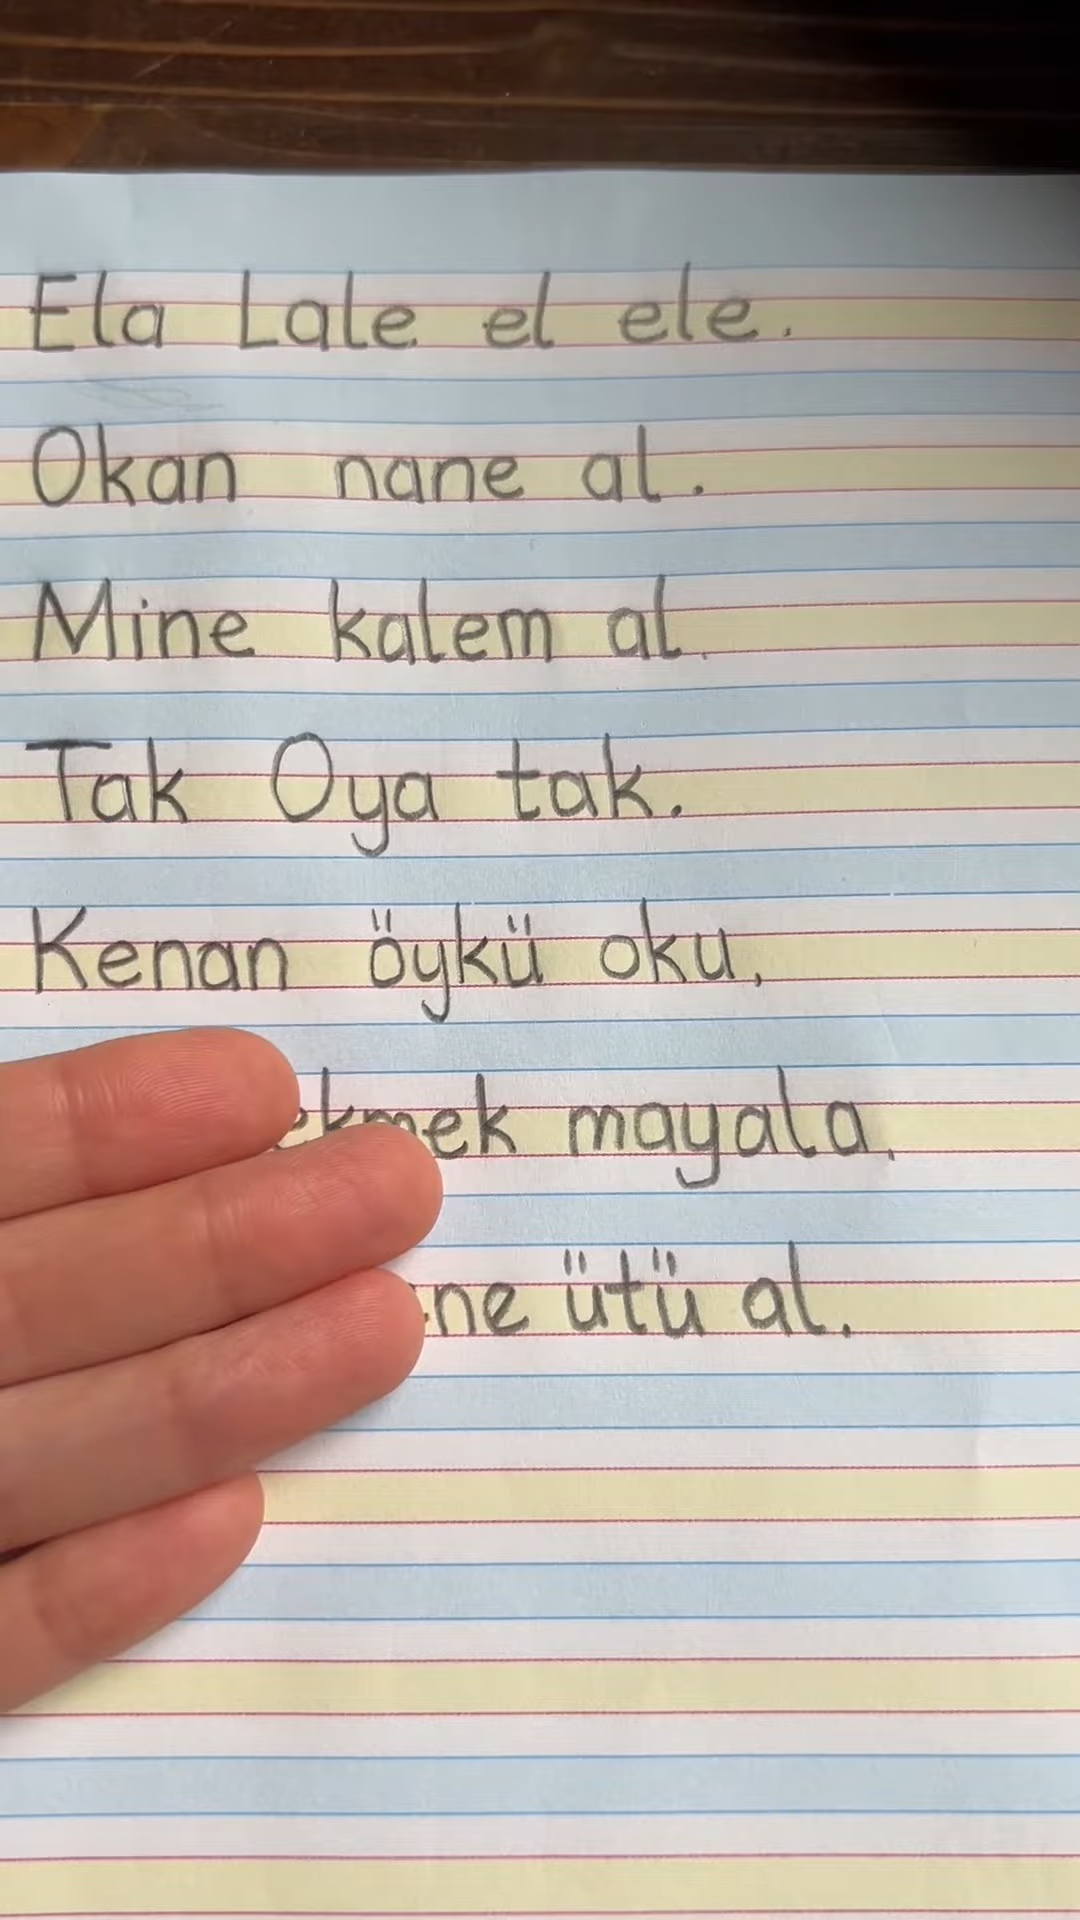 Ela Lale el ele.
Okan nane al.
Mine kalem al.
Tak Oya tak.
Kenan öykü oku.
ekmek mayala.
ütü al.